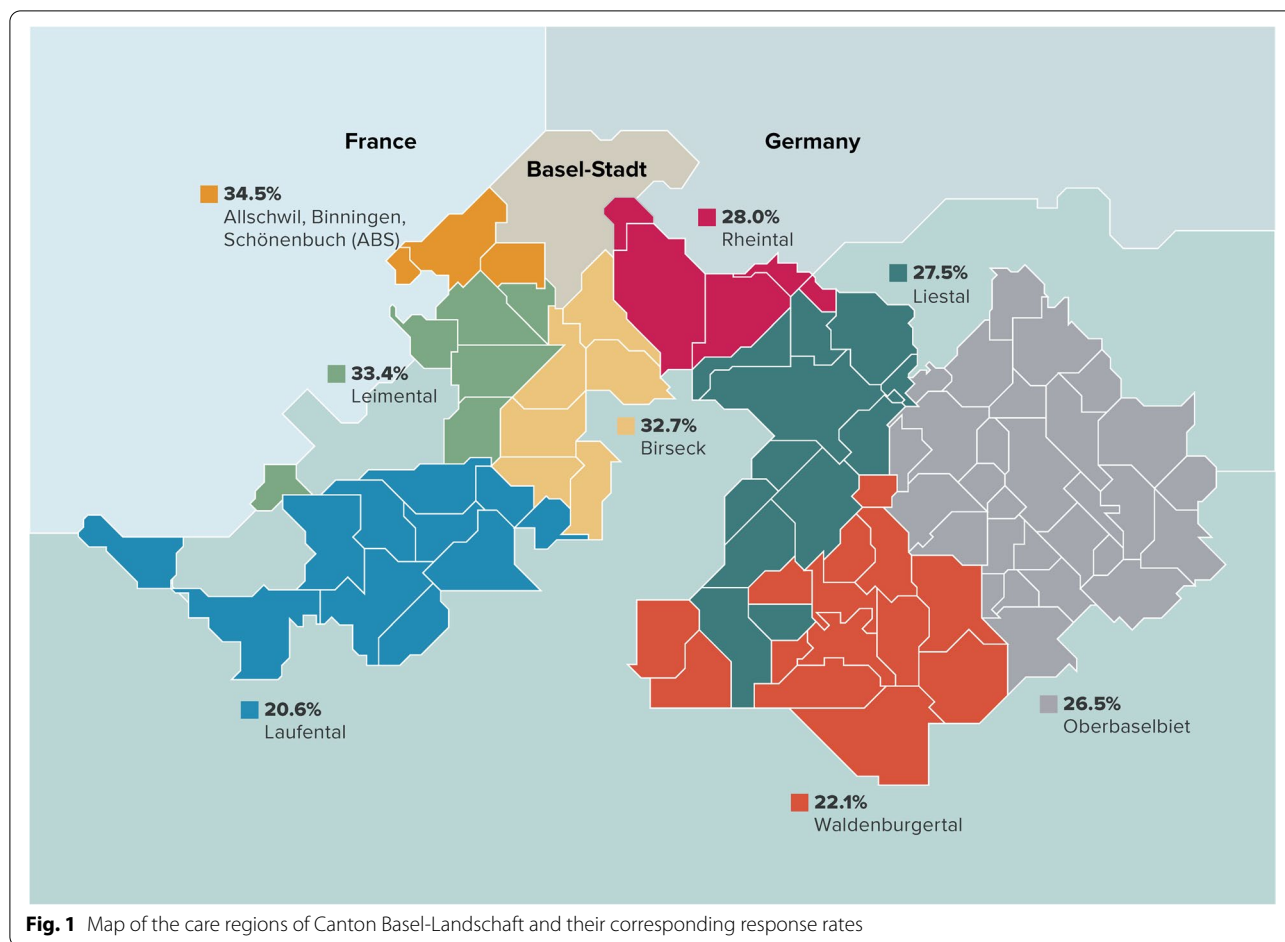 France
Germany
Basel-Stadt
34.5%
Allschwil, Binningen,
Schönenbuch (ABS)
28.0%
Rheintal
27.5%
Liestal
33.4%
Leimental
32.7%
Birseck
20.6%
Laufental
26.5%
Oberbaselbiet
22.1%
Waldenburgertal
Fig. 1 Map of the care regions of Canton Basel-Landschaft and their corresponding response rates